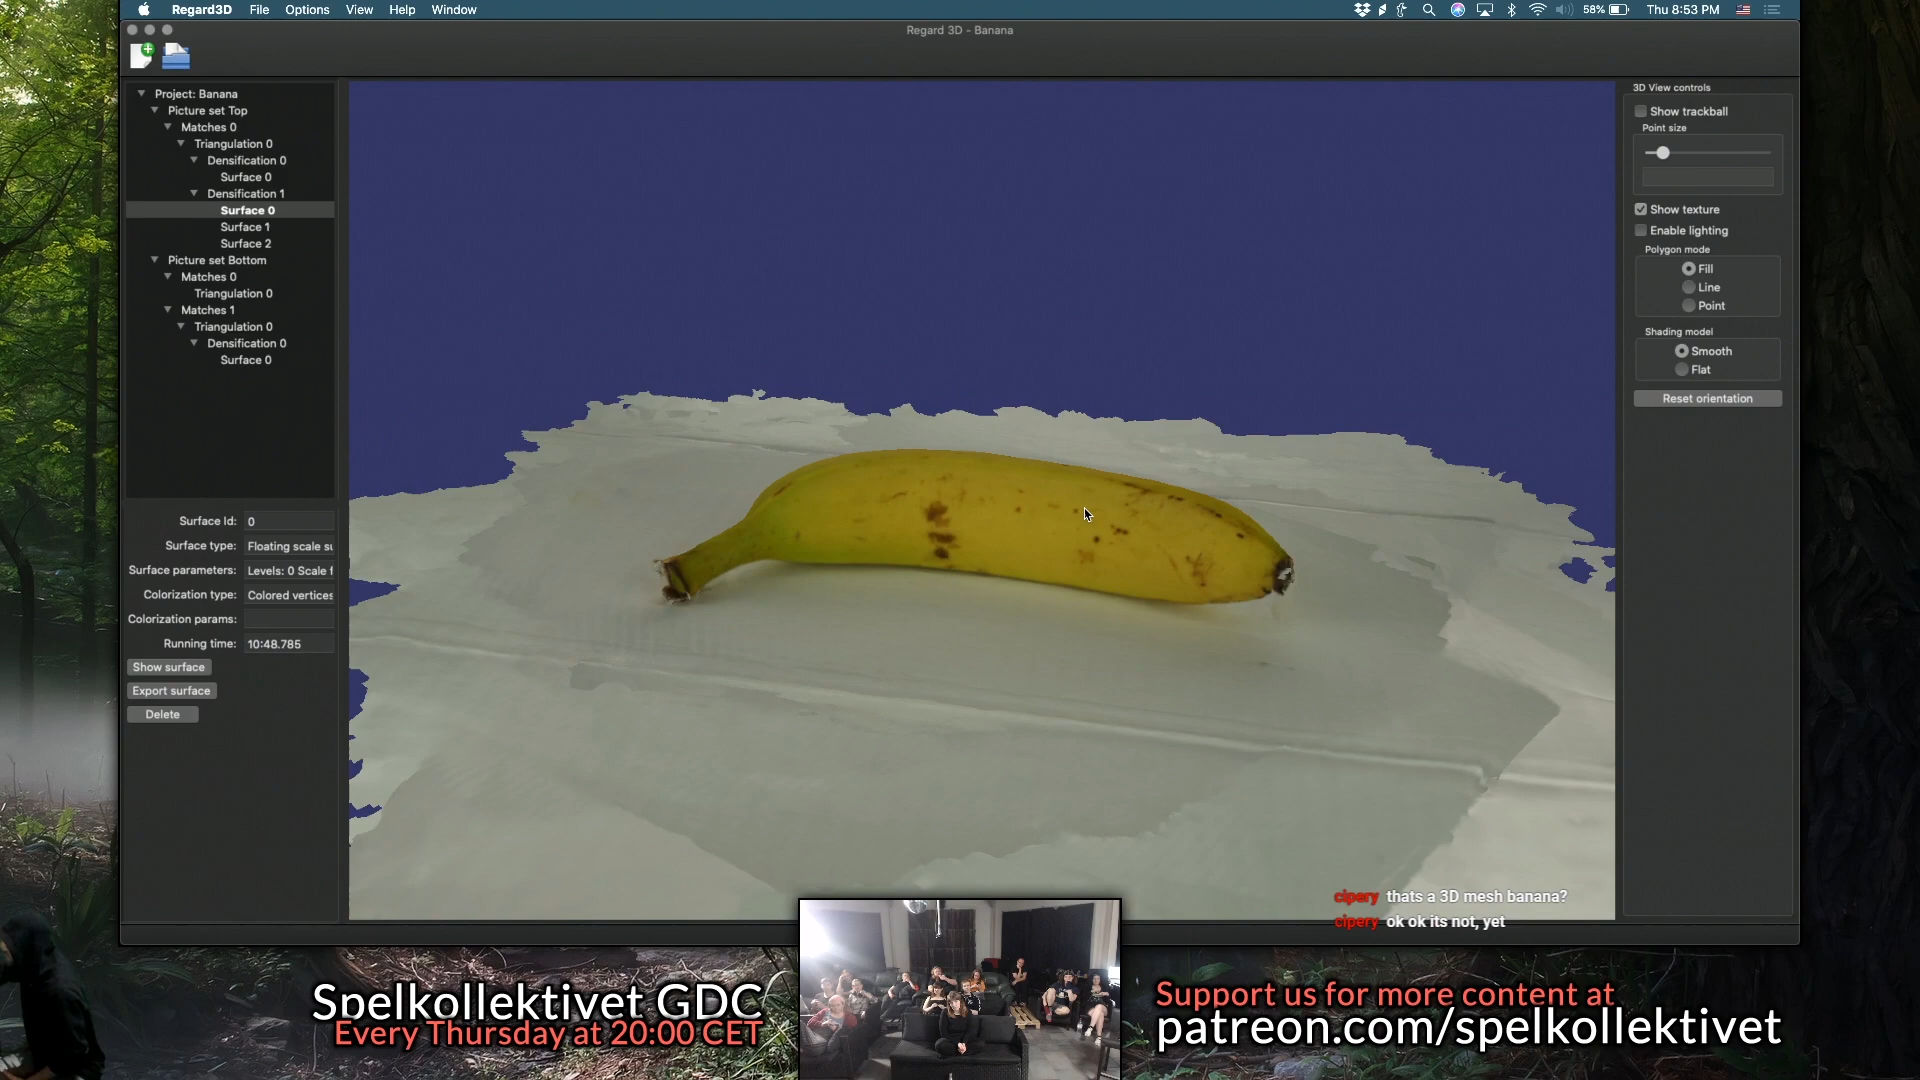 Regard3D File Options View Help Window
58% Thu 8:53 PM
Regard 3D - Banana
Project: Banana
Picture set Top
Matches 0
Triangulation 0
Densification 0
Surface 0
Densification 1
Surface 0
Surface 1
Surface 2
Picture set Bottom
Matches 0
Triangulation 0
Matches 1
Triangulation 0
Densification 0
Surface 0
Surface Id: 0
Surface type: Floating scale su
Surface parameters: Levels: 0 Scale f
Colorization type: Colored vertices
Colorization params:
Running time: 10:48.785
Show surface
Export surface
Delete
3D View controls
Show trackball
Point size
Show texture
Enable lighting
Polygon mode
Fill
Line
Point
Shading model
Smooth
Flat
Reset orientation
cipery thats a 3D mesh banana?
cipery ok ok its not, yet
Spelkollektivet GDC
Every Thursday at 20:00 CET
Support us for more content at
patreon.com/spelkollektivet